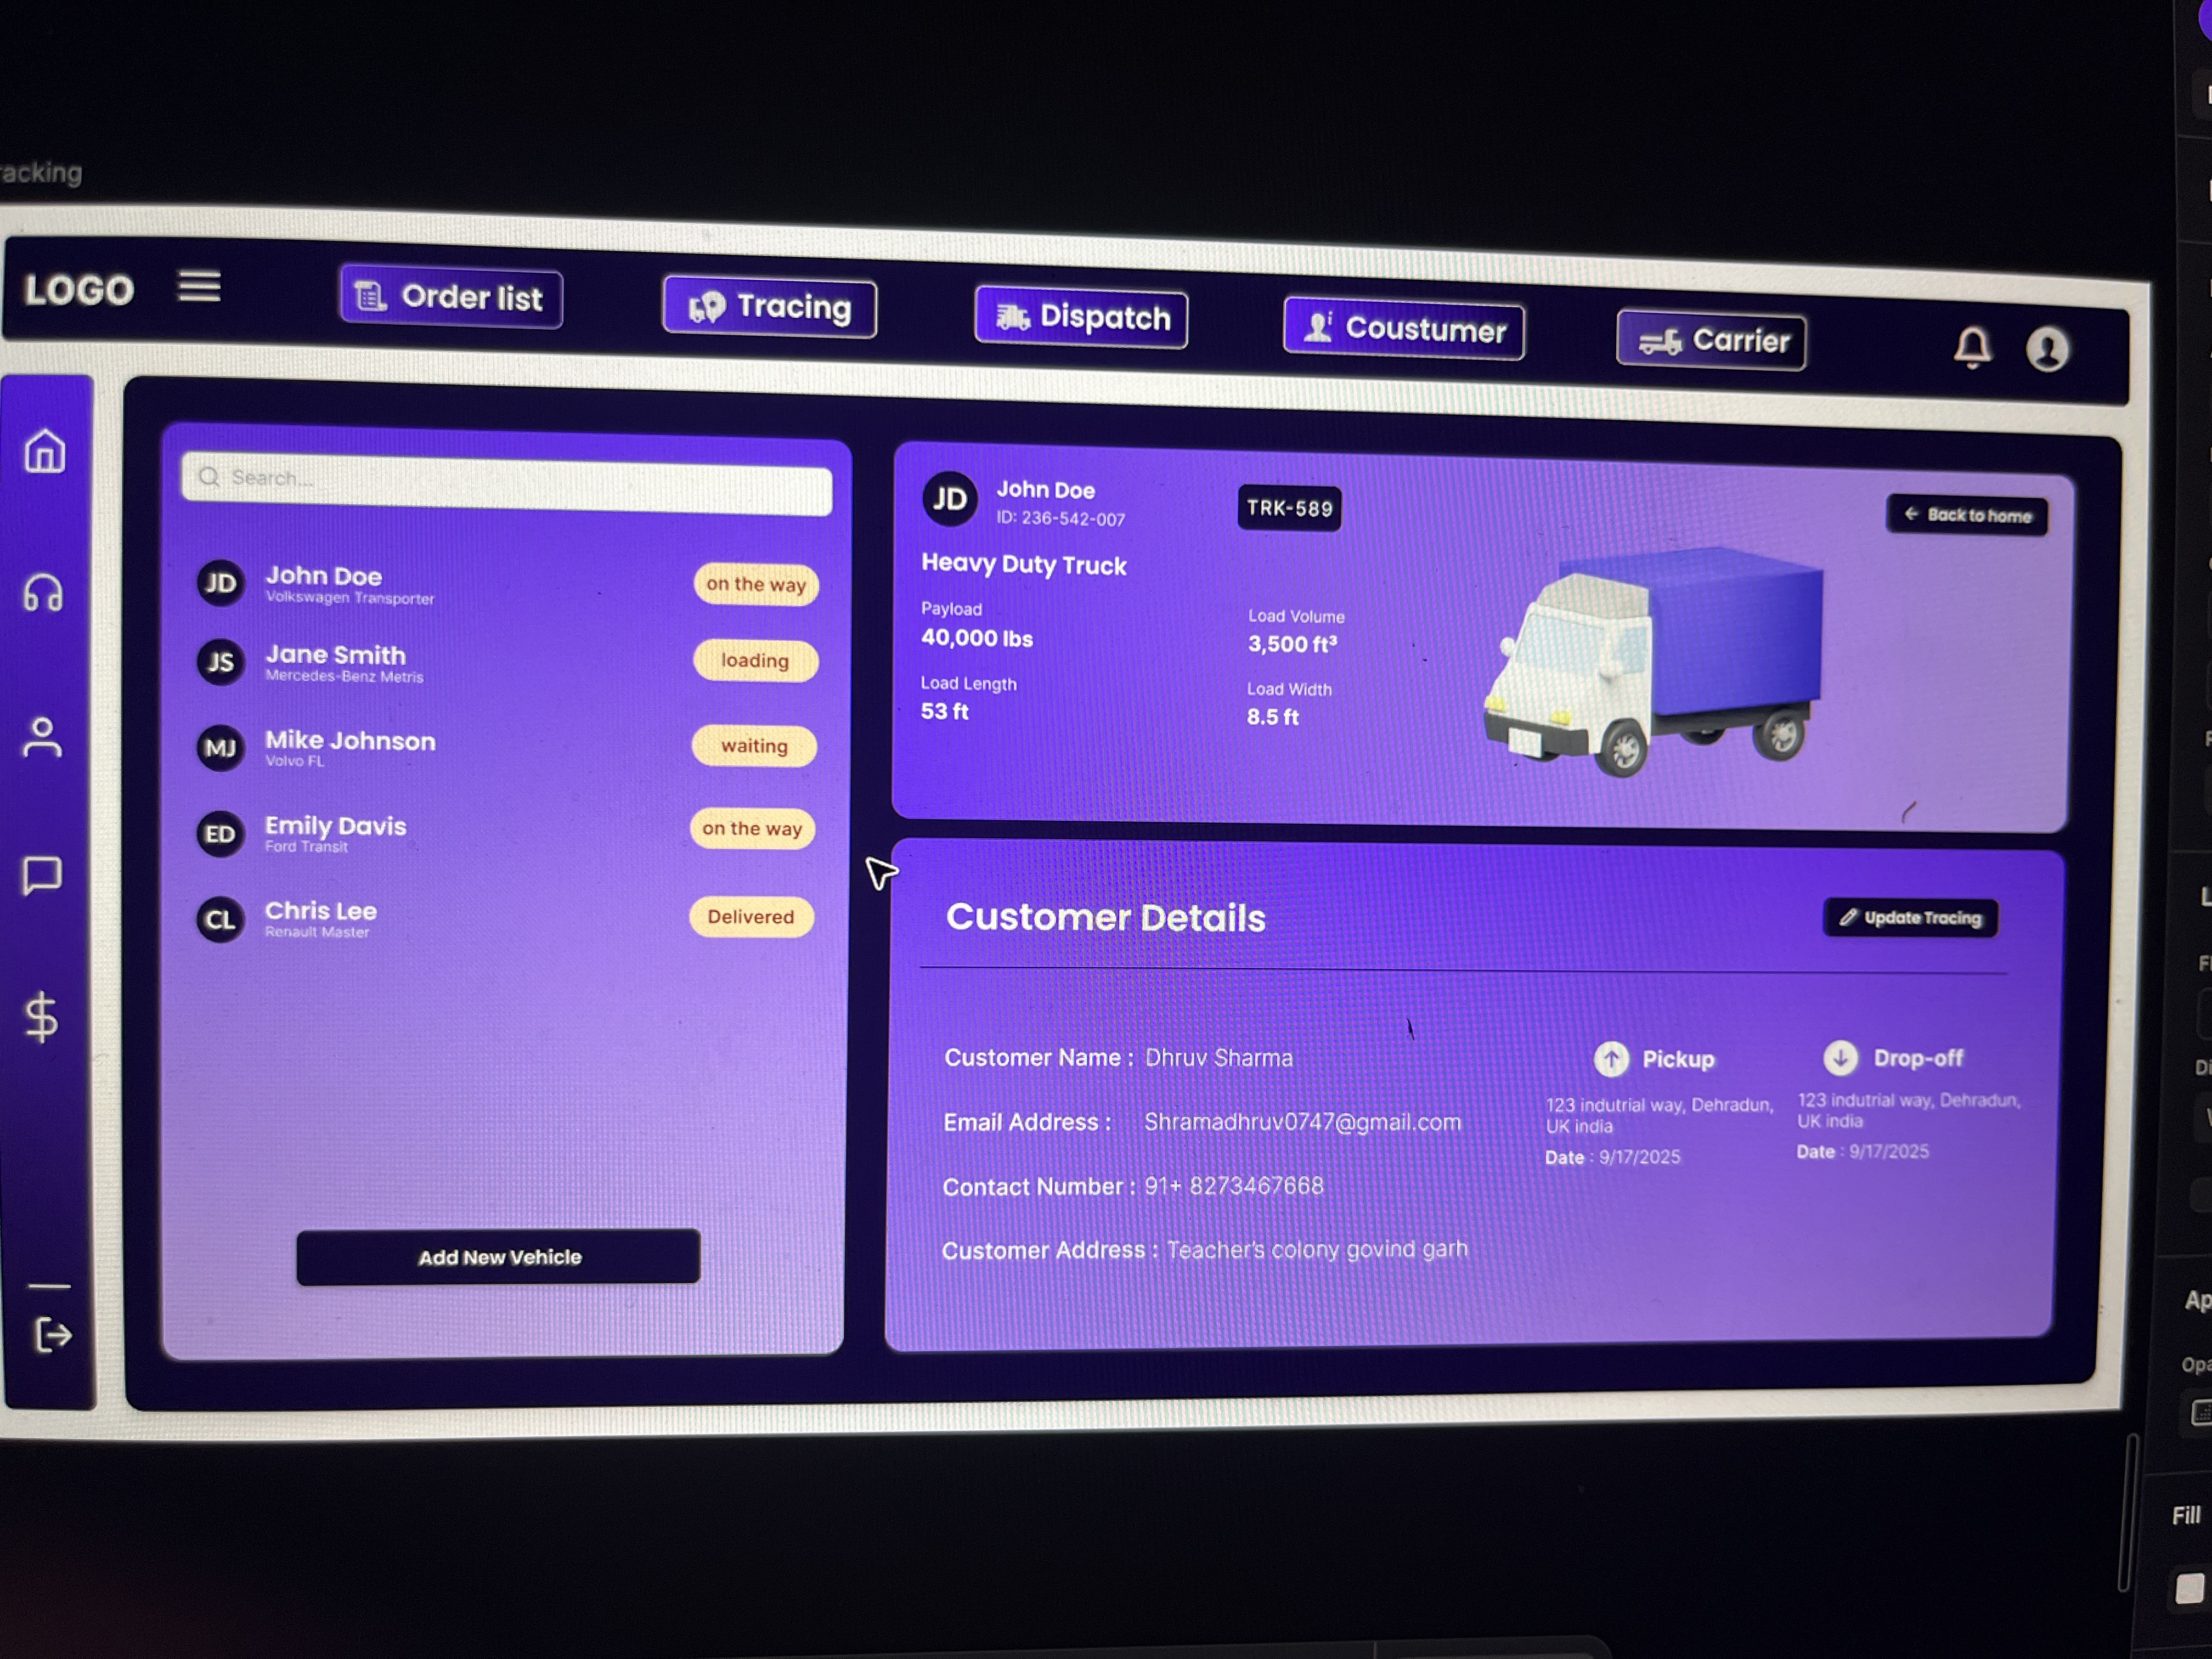 racking
LOGO
Order list
Tracing
Dispatch
Coustumer
Carrier
Search...
JD
John Doe
Volkswagen Transporter
on the way
JS
Jane Smith
Mercedes-Benz Metris
loading
MJ
Mike Johnson
Volvo FL
waiting
ED
Emily Davis
Ford Transit
on the way
CL
Chris Lee
Renault Master
Delivered
Add New Vehicle
JD
John Doe
ID: 236-542-007
TRK-589
Back to home
Heavy Duty Truck
Payload
40,000 lbs
Load Volume
3,500 ft³
Load Length
53 ft
Load Width
8.5 ft
Customer Details
Update Tracing
Customer Name : Dhruv Sharma
Email Address : Shramadhruv0747@gmail.com
Contact Number : 91+ 8273467668
Customer Address : Teacher's colony govind garh
Pickup
123 indutrial way, Dehradun,
UK india
Date : 9/17/2025
Drop-off
123 indutrial way, Dehradun,
UK india
Date : 9/17/2025
Fill